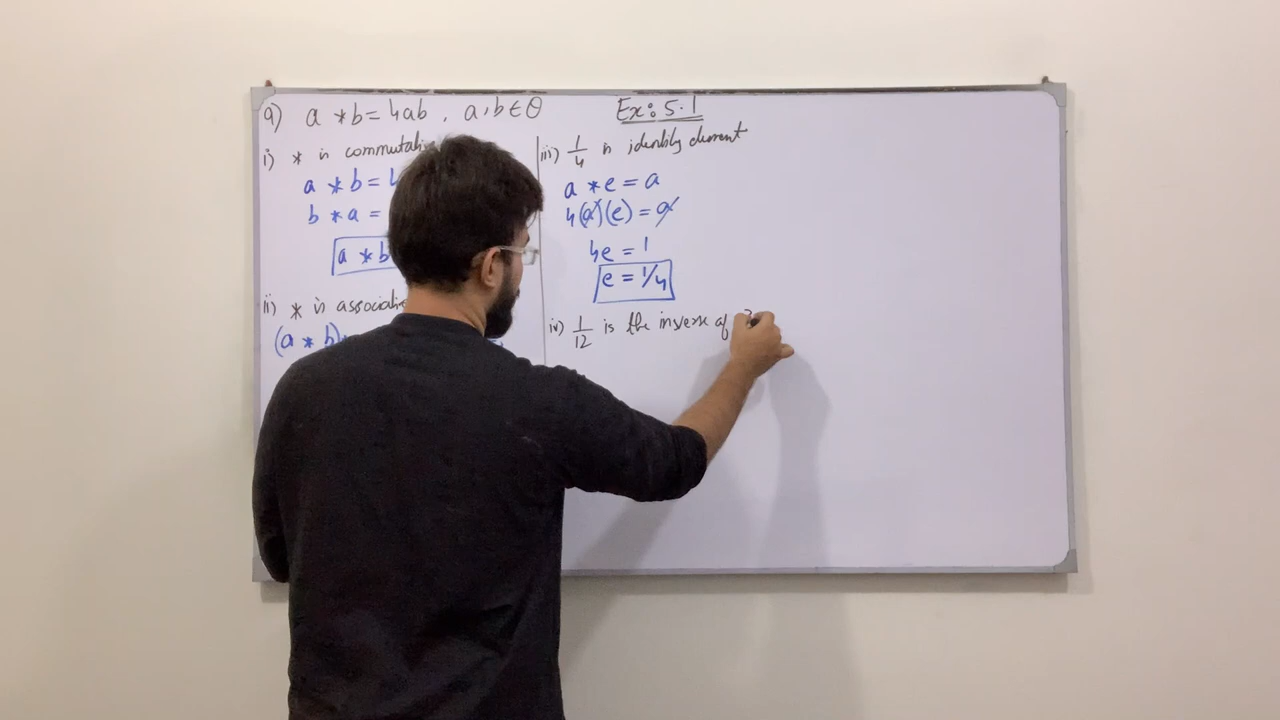 9) a * b = 4ab , a, b ∈ Q
Ex: 5.1
i) * is commutati
a * b = 4
b * a =
a * b
ii) * is associati
(a * b)
iii) 1/4 is identity element
a * e = a
4(a)(e) = a
4e = 1
e = 1/4
iv) 1/12 is the inverse of